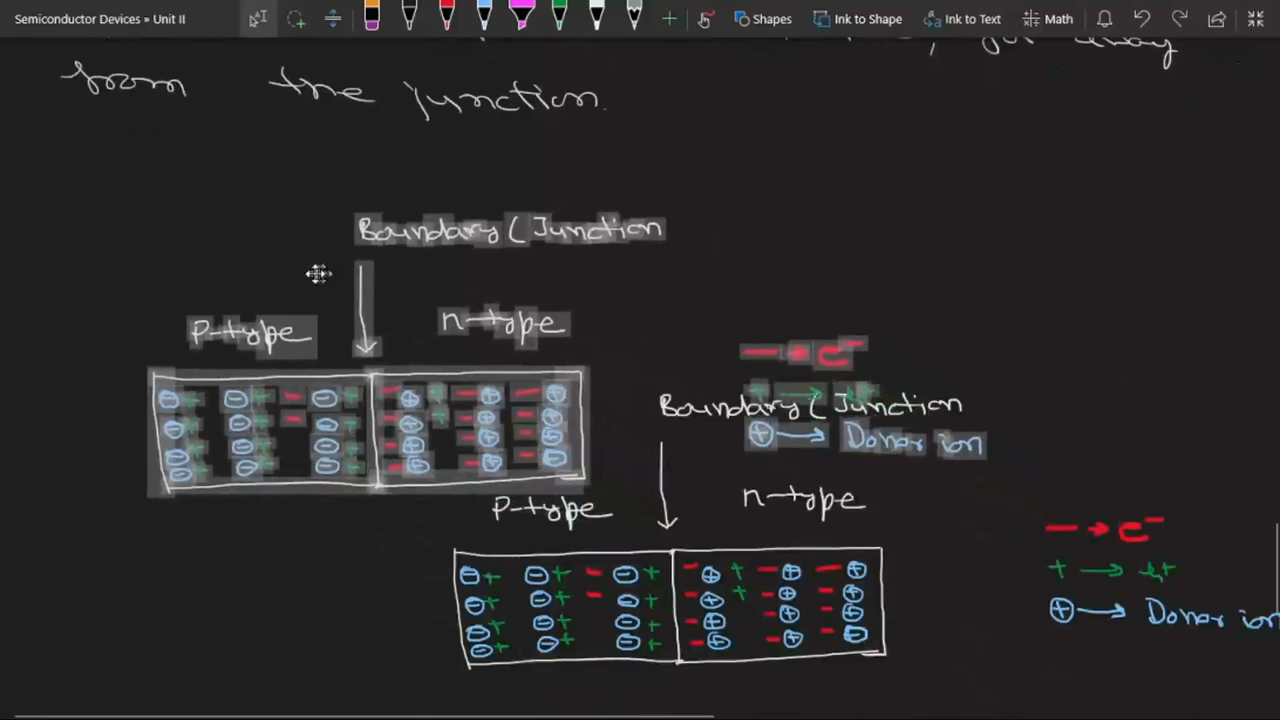 Semiconductor Devices » Unit II
Shapes
Ink to Shape
Ink to Text
Math
away
from the junction.
Boundary (Junction
P-type
n-type
— → e⁻
Boundary (Junction
⊕ → Donor ion
P-type
n-type
— → e⁻
+ → h+
⊕ → Donor ion